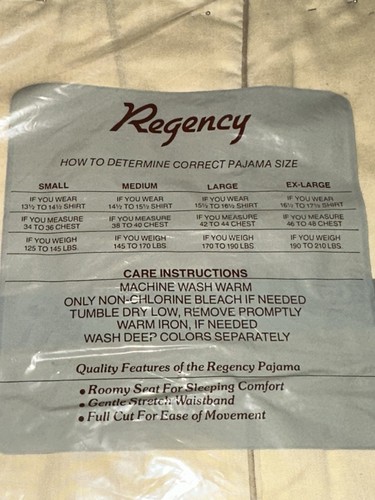 Regency
HOW TO DETERMINE CORRECT PAJAMA SIZE
SMALL MEDIUM LARGE EX-LARGE
IF YOU WEAR IF YOU WEAR IF YOU WEAR IF YOU WEAR
13½ TO 14½ SHIRT 14½ TO 15½ SHIRT 15½ TO 16½ SHIRT 16½ TO 17½ SHIRT
IF YOU MEASURE IF YOU MEASURE IF YOU MEASURE IF YOU MEASURE
34 TO 36 CHEST 38 TO 40 CHEST 42 TO 44 CHEST 46 TO 48 CHEST
IF YOU WEIGH IF YOU WEIGH IF YOU WEIGH IF YOU WEIGH
125 TO 145 LBS. 145 TO 170 LBS. 170 TO 190 LBS. 190 TO 210 LBS.
CARE INSTRUCTIONS
MACHINE WASH WARM
ONLY NON-CHLORINE BLEACH IF NEEDED
TUMBLE DRY LOW, REMOVE PROMPTLY
WARM IRON, IF NEEDED
WASH DEEP COLORS SEPARATELY
Quality Features of the Regency Pajama
• Roomy Seat For Sleeping Comfort
• Gentle Stretch Waistband
• Full Cut For Ease of Movement